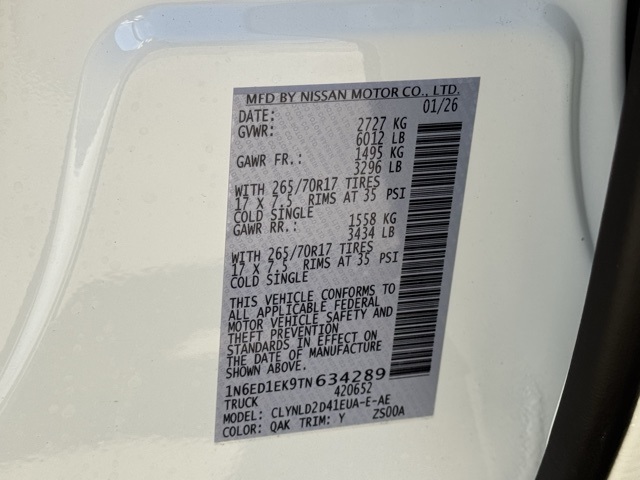 MFD BY NISSAN MOTOR CO., LTD.
DATE: 01/26
GVWR: 2727 KG
6012 LB
GAWR FR.: 1495 KG
3296 LB
WITH 265/70R17 TIRES
17 X 7.5 RIMS AT 35 PSI
COLD SINGLE
GAWR RR.: 1558 KG
3434 LB
WITH 265/70R17 TIRES
17 X 7.5 RIMS AT 35 PSI
COLD SINGLE
THIS VEHICLE CONFORMS TO
ALL APPLICABLE FEDERAL
MOTOR VEHICLE SAFETY AND
THEFT PREVENTION
STANDARDS IN EFFECT ON
THE DATE OF MANUFACTURE
SHOWN ABOVE.
1N6ED1EK9TN634289
TRUCK 420652
MODEL: CLYNLD2D41EUA-E-AE
COLOR: QAK TRIM: Y ZS00A